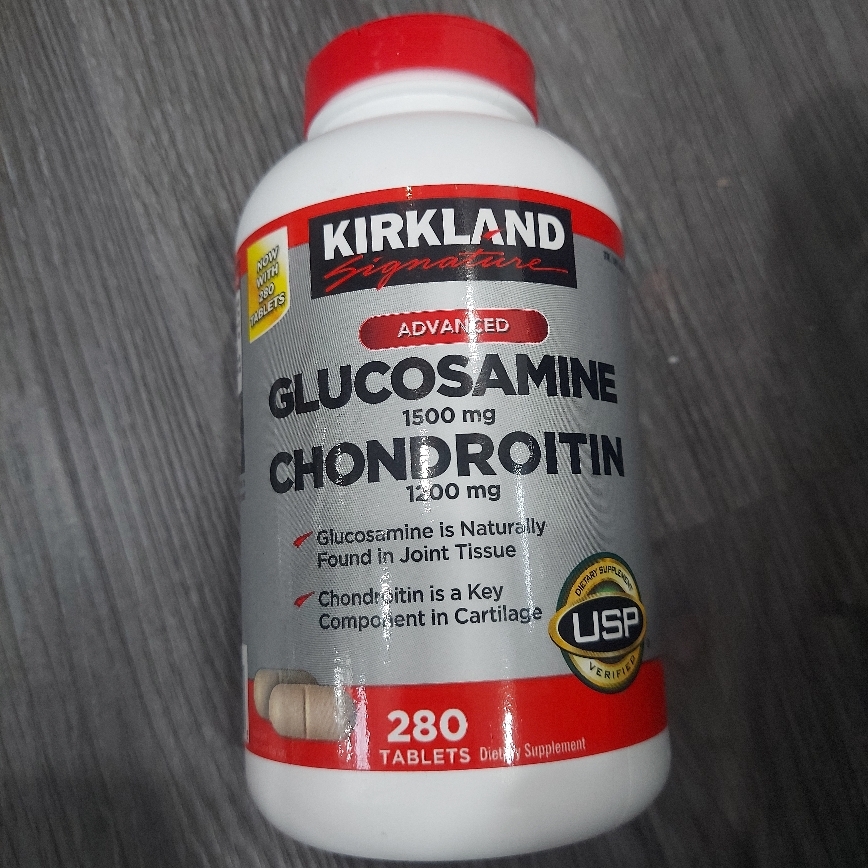 KIRKLAND
Signature
NOW
WITH
280
TABLETS
ADVANCED
GLUCOSAMINE
1500 mg
CHONDROITIN
1200 mg
Glucosamine is Naturally
Found in Joint Tissue
Chondroitin is a Key
Component in Cartilage
DIETARY SUPPLEMENT
USP
VERIFIED
280
TABLETS Dietary Supplement